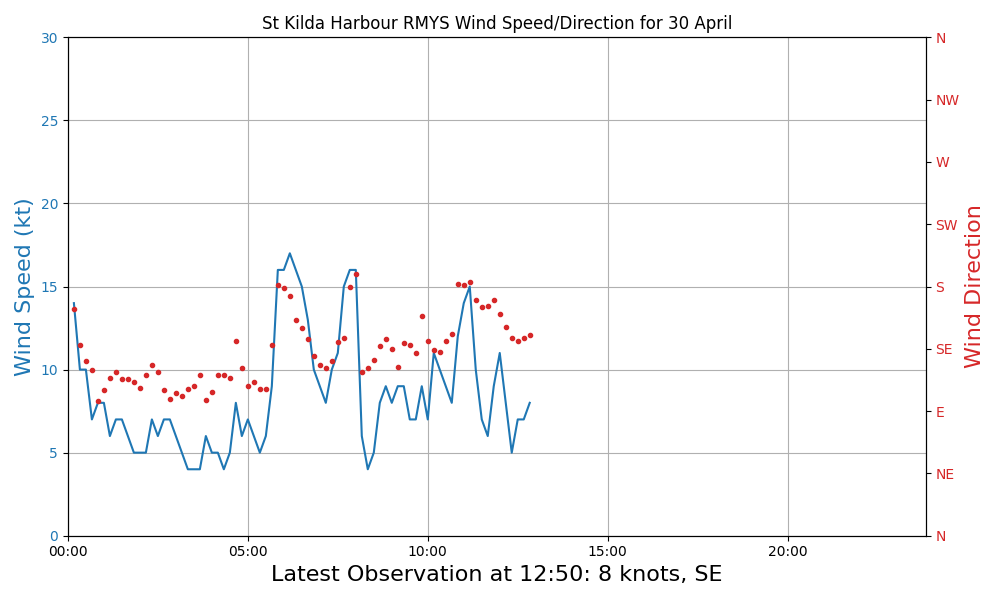 St Kilda Harbour RMYS Wind Speed/Direction for 30 April
30
25
20
15
10
5
0
Wind Speed (kt)
N
NW
W
SW
S
SE
E
NE
N
Wind Direction
00:00 05:00 10:00 15:00 20:00
Latest Observation at 12:50: 8 knots, SE